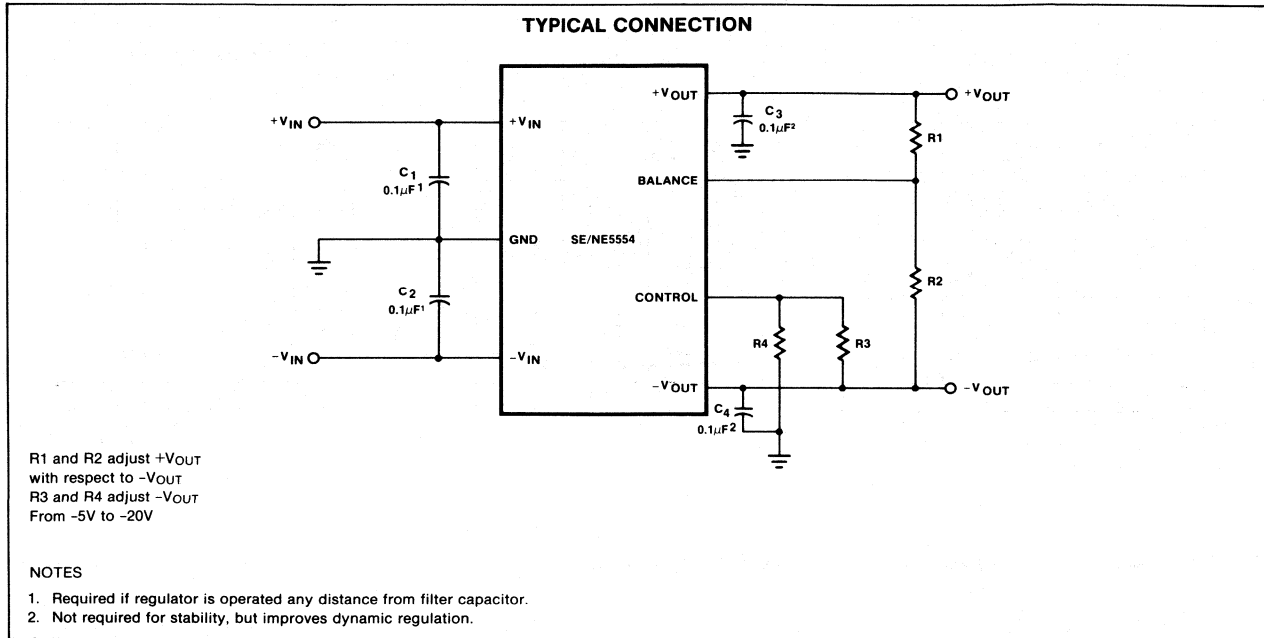 TYPICAL CONNECTION
+VOUT
+VOUT
C3
0.1μF2
R1
+VIN
+VIN
C1
0.1μF1
BALANCE
GND
SE/NE5554
R2
C2
0.1μF1
CONTROL
R4
R3
-VIN
-VIN
-VOUT
-VOUT
C4
0.1μF2
R1 and R2 adjust +VOUT
with respect to -VOUT
R3 and R4 adjust -VOUT
From -5V to -20V
NOTES
1. Required if regulator is operated any distance from filter capacitor.
2. Not required for stability, but improves dynamic regulation.